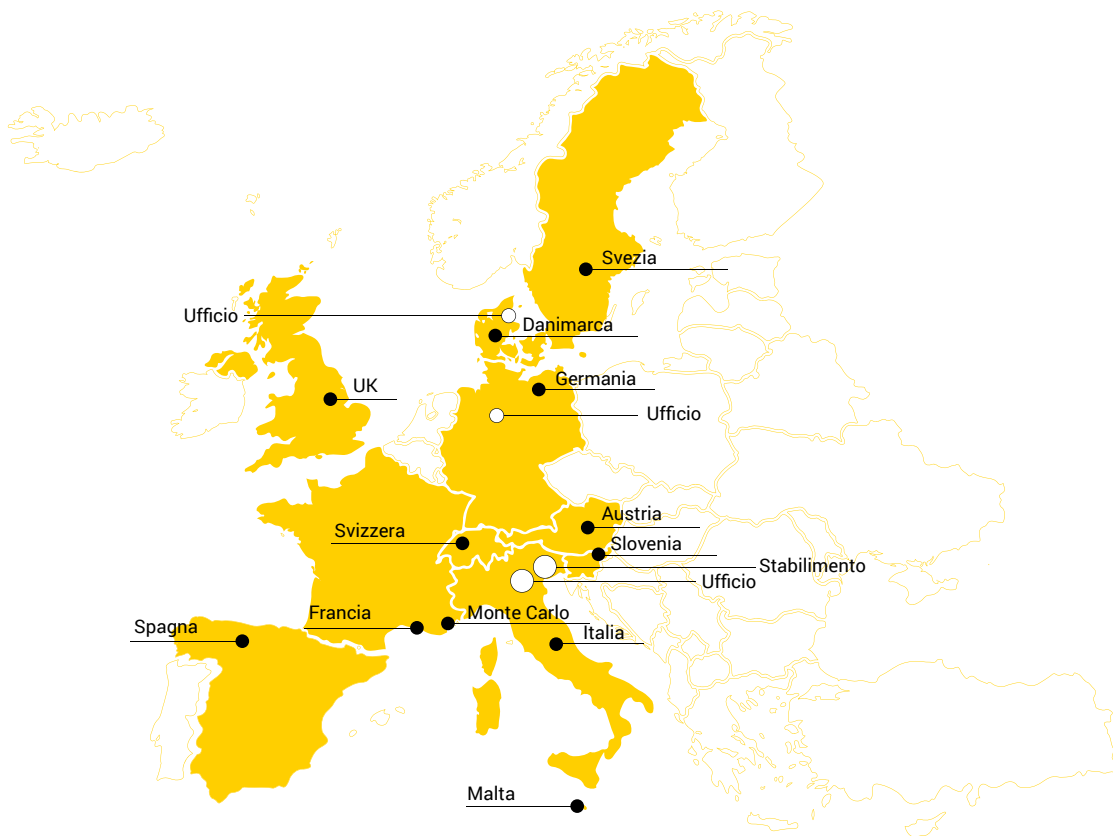 Svezia
Ufficio
Danimarca
Germania
UK
Ufficio
Austria
Svizzera
Slovenia
Stabilimento
Ufficio
Francia
Monte Carlo
Spagna
Italia
Malta